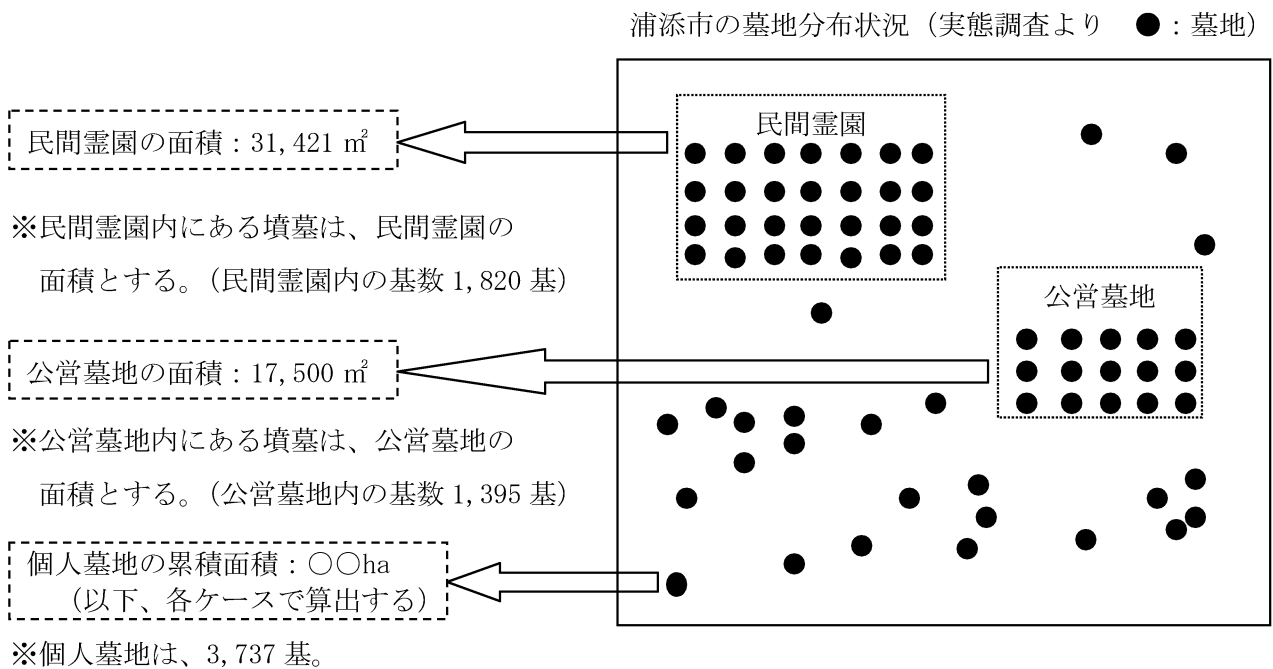 浦添市の墓地分布状況（実態調査より　●：墓地）
民間霊園
民間霊園の面積：31,421 ㎡
※民間霊園内にある墳墓は、民間霊園の
面積とする。（民間霊園内の基数 1,820 基）
公営墓地
公営墓地の面積：17,500 ㎡
※公営墓地内にある墳墓は、公営墓地の
面積とする。（公営墓地内の基数 1,395 基）
個人墓地の累積面積：○○ha
（以下、各ケースで算出する）
※個人墓地は、3,737 基。